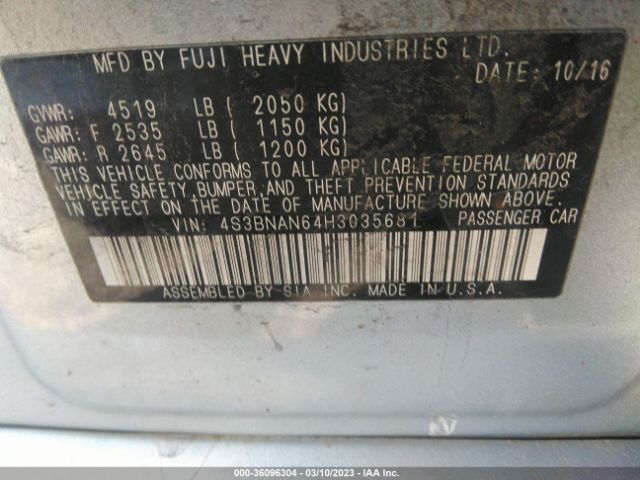 MFD BY FUJI HEAVY INDUSTRIES LTD.
DATE: 10/16
GVWR: 4519 LB ( 2050 KG)
GAWR: F 2535 LB ( 1150 KG)
GAWR: R 2645 LB ( 1200 KG)
THIS VEHICLE CONFORMS TO ALL APPLICABLE FEDERAL MOTOR
VEHICLE SAFETY, BUMPER, AND THEFT PREVENTION STANDARDS
IN EFFECT ON THE DATE OF MANUFACTURE SHOWN ABOVE.
VIN: 4S3BNAN64H3035681 PASSENGER CAR
ASSEMBLED BY SIA INC. MADE IN U.S.A.
000-36096304 — 03/10/2023 — IAA Inc.